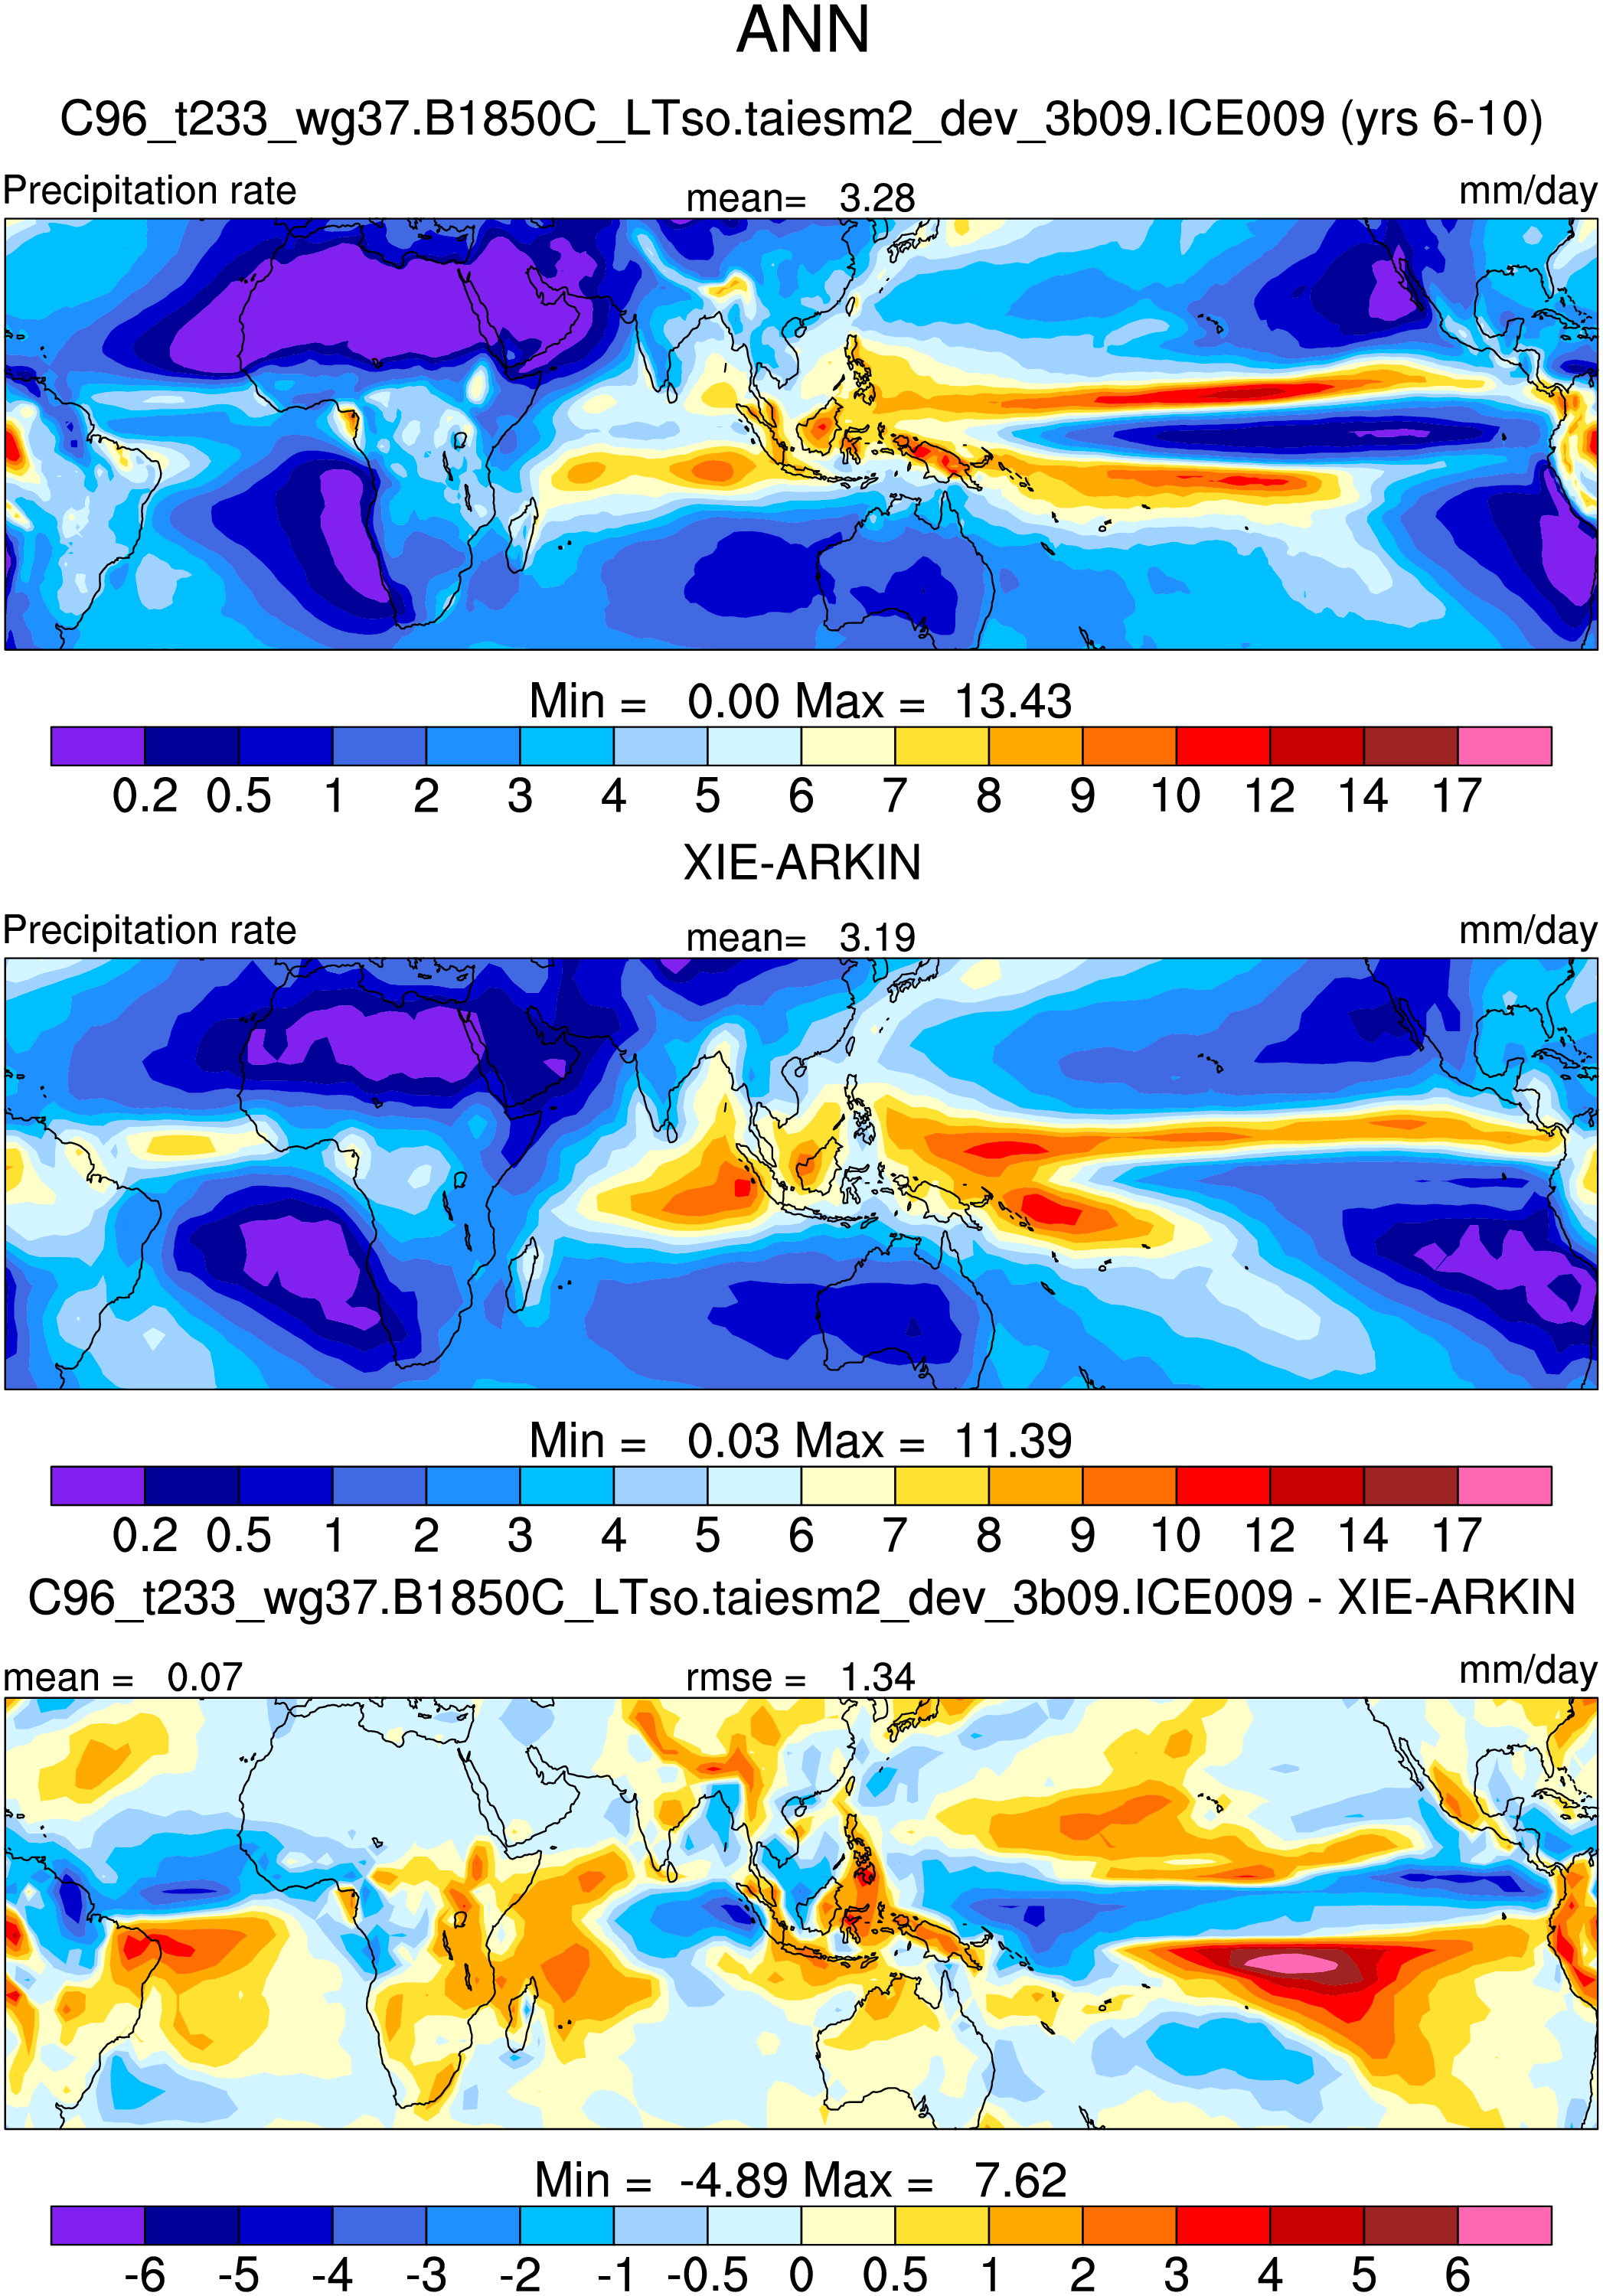 ANN
C96_t233_wg37.B1850C_LTso.taiesm2_dev_3b09.ICE009 (yrs 6-10)
Precipitation rate mean= 3.28 mm/day
Min = 0.00 Max = 13.43
0.2 0.5 1 2 3 4 5 6 7 8 9 10 12 14 17
XIE-ARKIN
Precipitation rate mean= 3.19 mm/day
Min = 0.03 Max = 11.39
0.2 0.5 1 2 3 4 5 6 7 8 9 10 12 14 17
C96_t233_wg37.B1850C_LTso.taiesm2_dev_3b09.ICE009 - XIE-ARKIN
mean = 0.07 rmse = 1.34 mm/day
Min = -4.89 Max = 7.62
-6 -5 -4 -3 -2 -1 -0.5 0 0.5 1 2 3 4 5 6